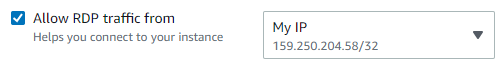 Allow RDP traffic from
Helps you connect to your instance
My IP
159.250.204.58/32